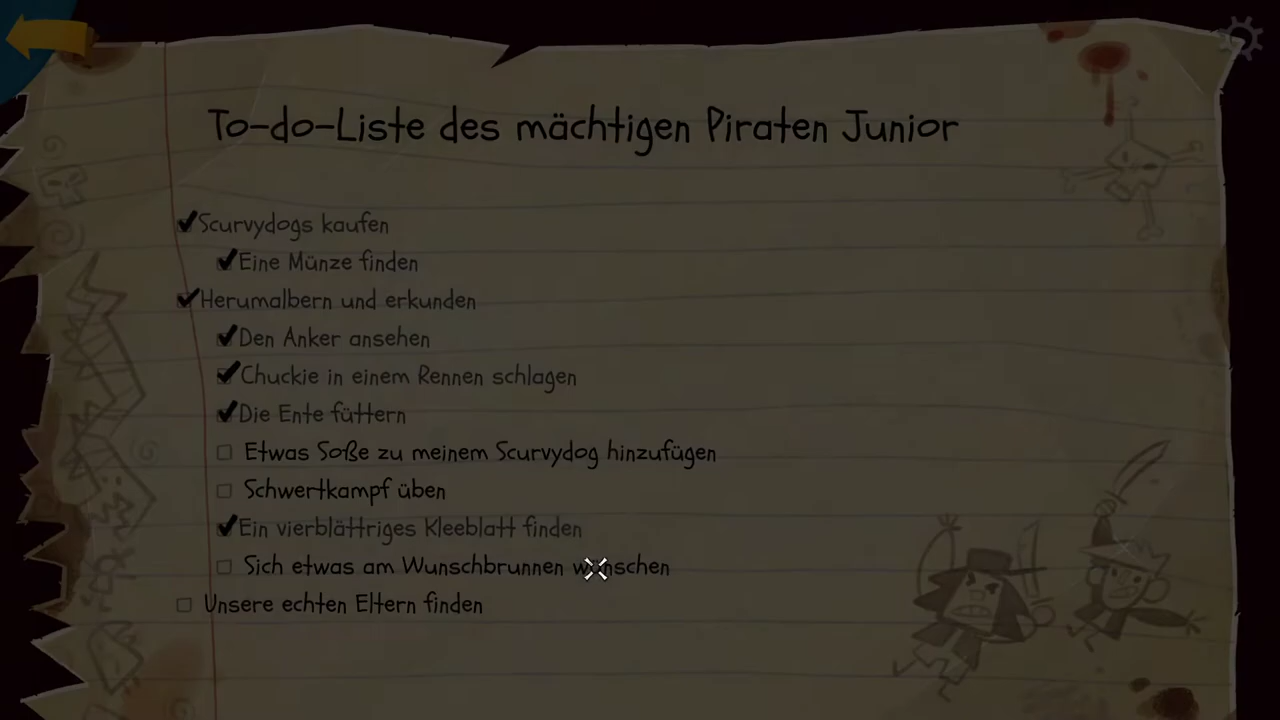 To-do-Liste des mächtigen Piraten Junior
Scurvydogs kaufen
Eine Münze finden
Herumalbern und erkunden
Den Anker ansehen
Chuckie in einem Rennen schlagen
Die Ente füttern
Etwas Soße zu meinem Scurvydog hinzufügen
Schwertkampf üben
Ein vierblättriges Kleeblatt finden
Sich etwas am Wunschbrunnen wünschen
Unsere echten Eltern finden